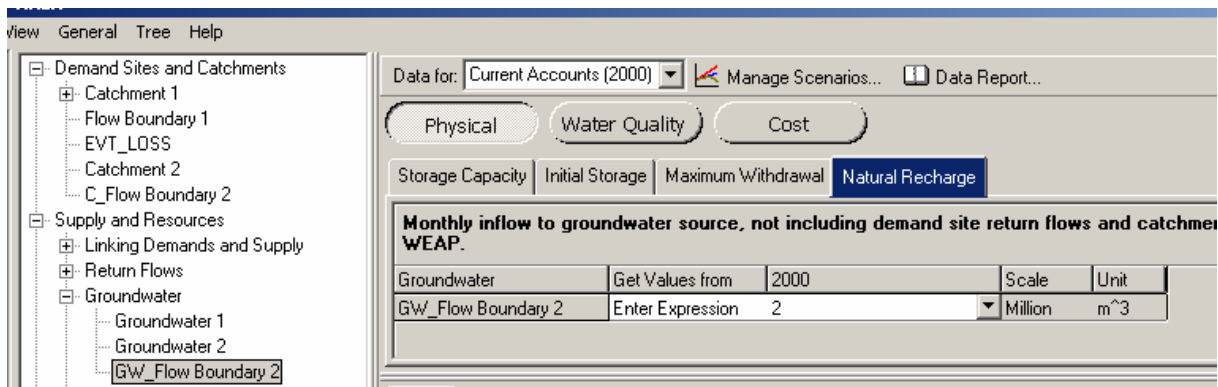 View General Tree Help
Demand Sites and Catchments
Catchment 1
Flow Boundary 1
EVT_LOSS
Catchment 2
C_Flow Boundary 2
Supply and Resources
Linking Demands and Supply
Return Flows
Groundwater
Groundwater 1
Groundwater 2
GW_Flow Boundary 2
Data for: Current Accounts (2000) Manage Scenarios... Data Report...
Physical Water Quality Cost
Storage Capacity Initial Storage Maximum Withdrawal Natural Recharge
Monthly inflow to groundwater source, not including demand site return flows and catchmen
WEAP.
Groundwater Get Values from 2000 Scale Unit
GW_Flow Boundary 2 Enter Expression 2 Million m^3